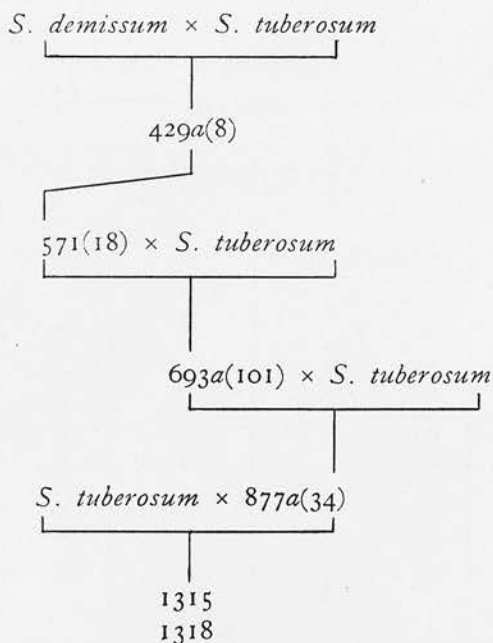 S. demissum × S. tuberosum
429a(8)
571(18) × S. tuberosum
693a(101) × S. tuberosum
S. tuberosum × 877a(34)
1315
1318